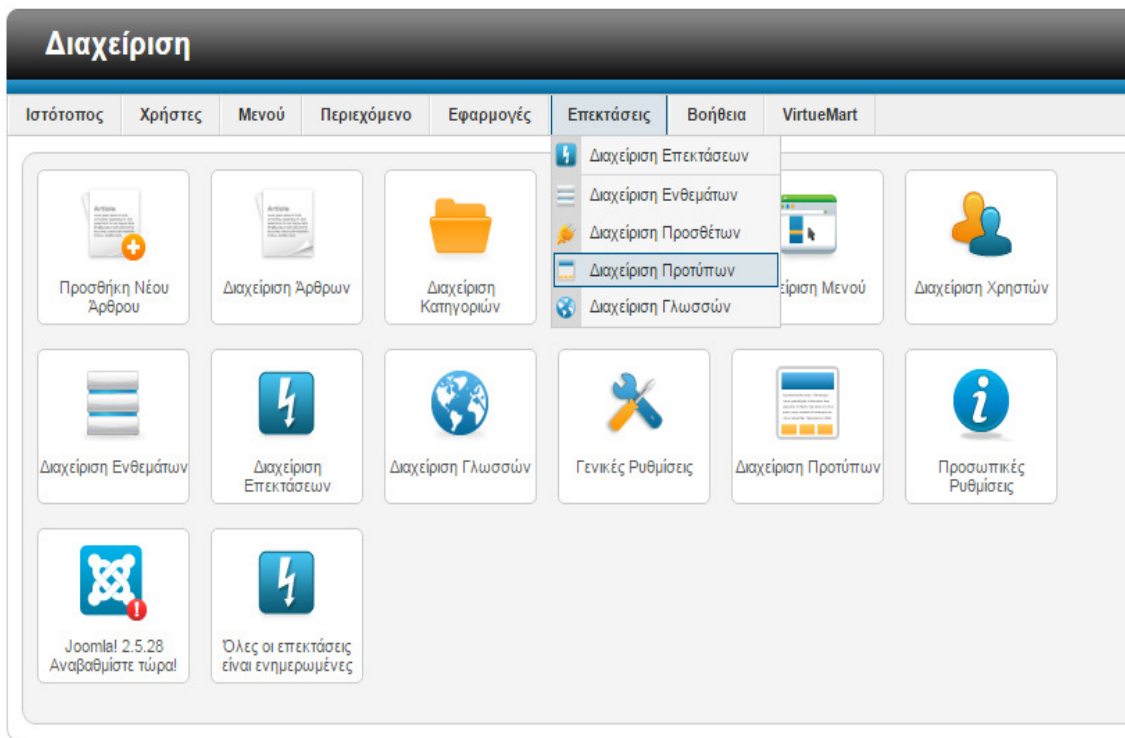 Διαχείριση
Ιστότοπος Χρήστες Μενού Περιεχόμενο Εφαρμογές Επεκτάσεις Βοήθεια VirtueMart
Διαχείριση Επεκτάσεων
Διαχείριση Ενθεμάτων
Διαχείριση Προσθέτων
Διαχείριση Προτύπων
Διαχείριση Γλωσσών
Article
Article
Προσθήκη Νέου
Άρθρου
Διαχείριση Άρθρων
Διαχείριση
Κατηγοριών
είριση Μενού
Διαχείριση Χρηστών
Διαχείριση Ενθεμάτων
Διαχείριση
Επεκτάσεων
Διαχείριση Γλωσσών
Γενικές Ρυθμίσεις
Διαχείριση Προτύπων
Προσωπικές
Ρυθμίσεις
Joomla! 2.5.28
Αναβαθμίστε τώρα!
Όλες οι επεκτάσεις
είναι ενημερωμένες